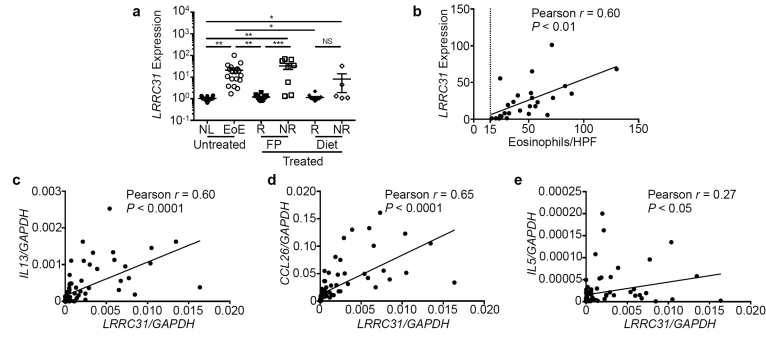 a
LRRC31 Expression
10⁴
10³
10²
10¹
10⁰
10⁻¹
*
*
**
** ** *** NS
NL EoE R NR R NR
Untreated FP Diet
Treated
b
LRRC31 Expression
150
100
50
0
15 50 100 150
Eosinophils/HPF
Pearson r = 0.60
P < 0.01
c
IL13/GAPDH
0.003
0.002
0.001
0
0 0.005 0.010 0.015 0.020
LRRC31/GAPDH
Pearson r = 0.60
P < 0.0001
d
CCL26/GAPDH
0.20
0.15
0.10
0.05
0
0 0.005 0.010 0.015 0.020
LRRC31/GAPDH
Pearson r = 0.65
P < 0.0001
e
IL5/GAPDH
0.00025
0.00020
0.00015
0.00010
0.00005
0
0 0.005 0.010 0.015 0.020
LRRC31/GAPDH
Pearson r = 0.27
P < 0.05